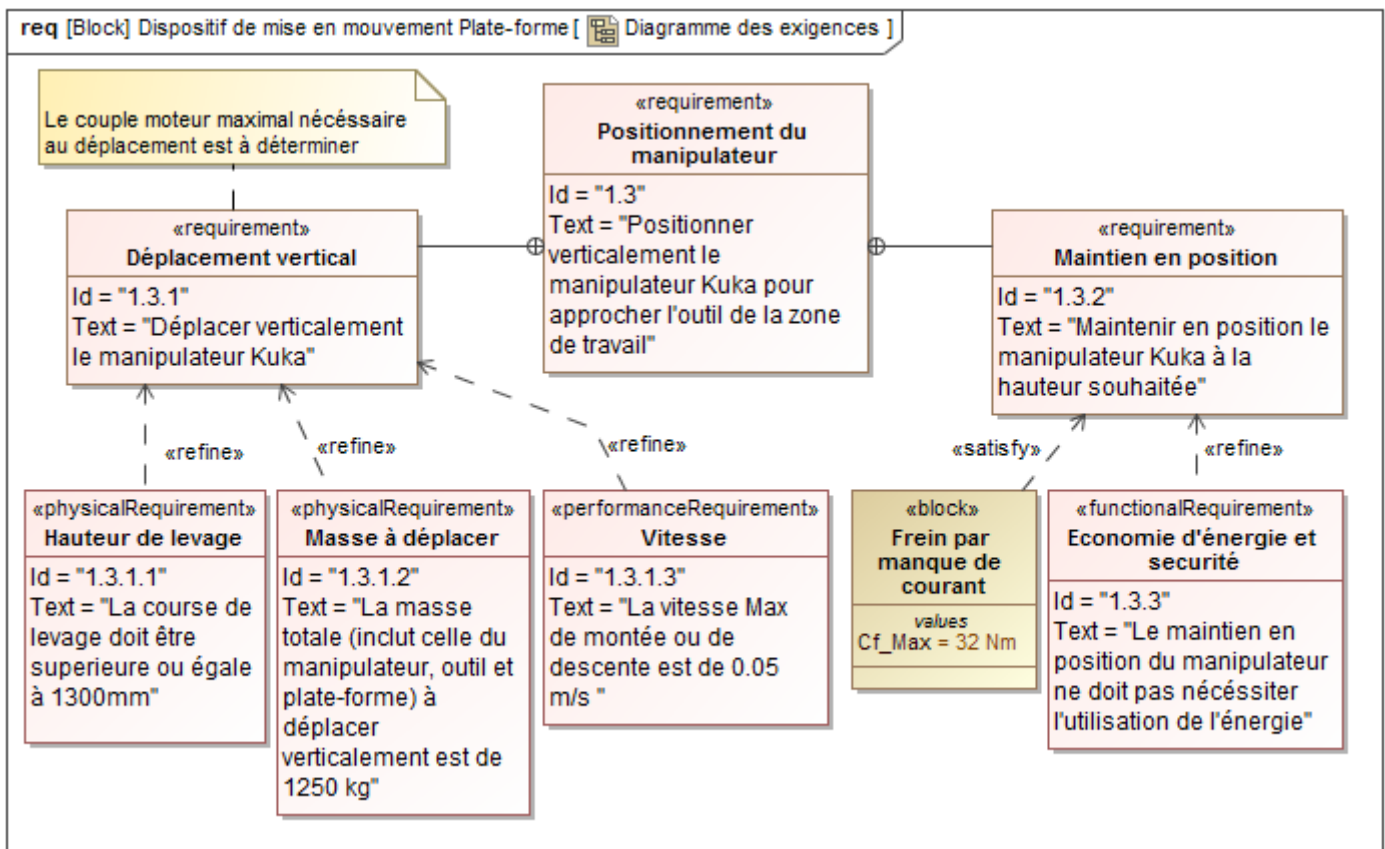 req [Block] Dispositif de mise en mouvement Plate-forme [ Diagramme des exigences ]
Le couple moteur maximal nécéssaire
au déplacement est à déterminer
«requirement»
Positionnement du
manipulateur
Id = "1.3"
Text = "Positionner
verticalement le
manipulateur Kuka pour
approcher l'outil de la zone
de travail"
«requirement»
Déplacement vertical
Id = "1.3.1"
Text = "Déplacer verticalement
le manipulateur Kuka"
«requirement»
Maintien en position
Id = "1.3.2"
Text = "Maintenir en position le
manipulateur Kuka à la
hauteur souhaitée"
«refine»
«refine»
«refine»
«satisfy»
«refine»
«physicalRequirement»
Hauteur de levage
Id = "1.3.1.1"
Text = "La course de
levage doit être
superieure ou égale
à 1300mm"
«physicalRequirement»
Masse à déplacer
Id = "1.3.1.2"
Text = "La masse
totale (inclut celle du
manipulateur, outil et
plate-forme) à
déplacer
verticalement est de
1250 kg"
«performanceRequirement»
Vitesse
Id = "1.3.1.3"
Text = "La vitesse Max
de montée ou de
descente est de 0.05
m/s "
«block»
Frein par
manque de
courant
values
Cf_Max = 32 Nm
«functionalRequirement»
Economie d'énergie et
securité
Id = "1.3.3"
Text = "Le maintien en
position du manipulateur
ne doit pas nécéssiter
l'utilisation de l'énergie"